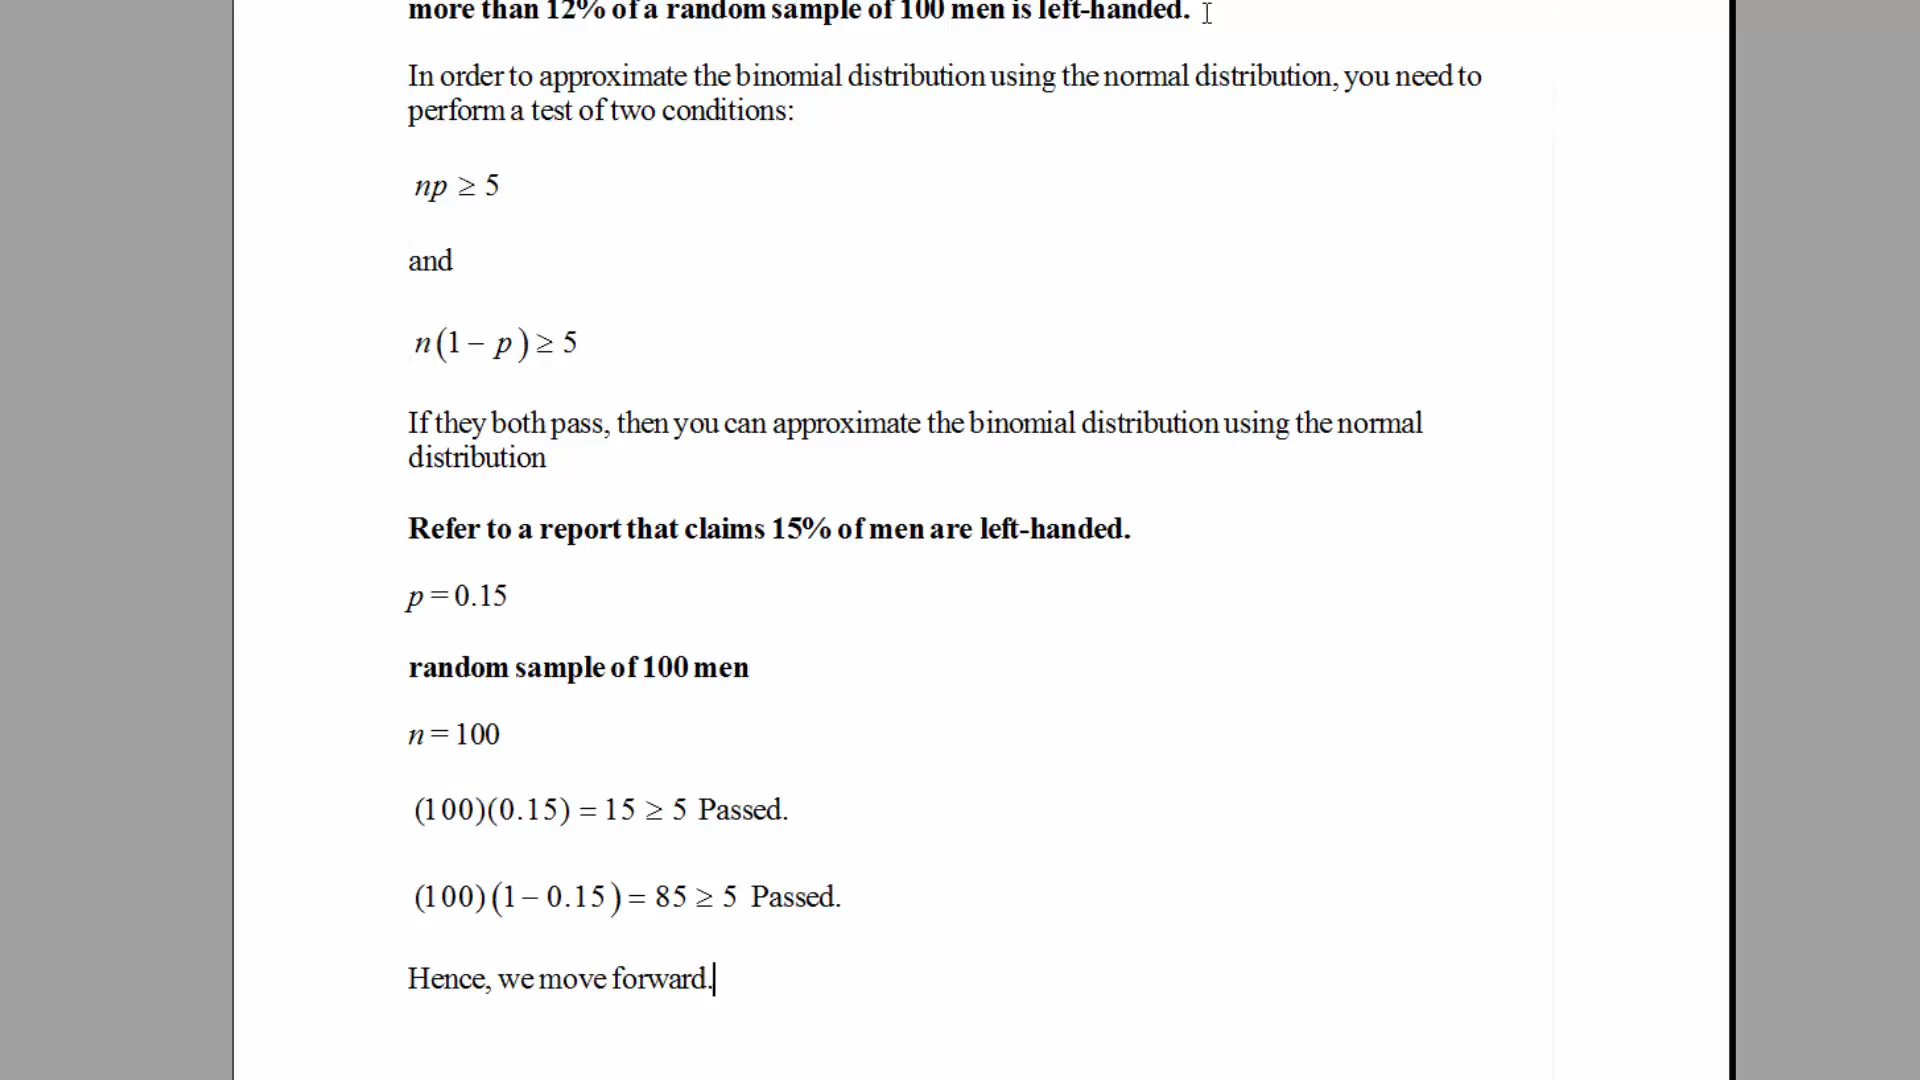 more than 12% of a random sample of 100 men is left-handed.
In order to approximate the binomial distribution using the normal distribution, you need to
perform a test of two conditions:
np ≥ 5
and
n(1 − p) ≥ 5
If they both pass, then you can approximate the binomial distribution using the normal
distribution
Refer to a report that claims 15% of men are left-handed.
p = 0.15
random sample of 100 men
n = 100
(100)(0.15) = 15 ≥ 5 Passed.
(100)(1 − 0.15) = 85 ≥ 5 Passed.
Hence, we move forward.